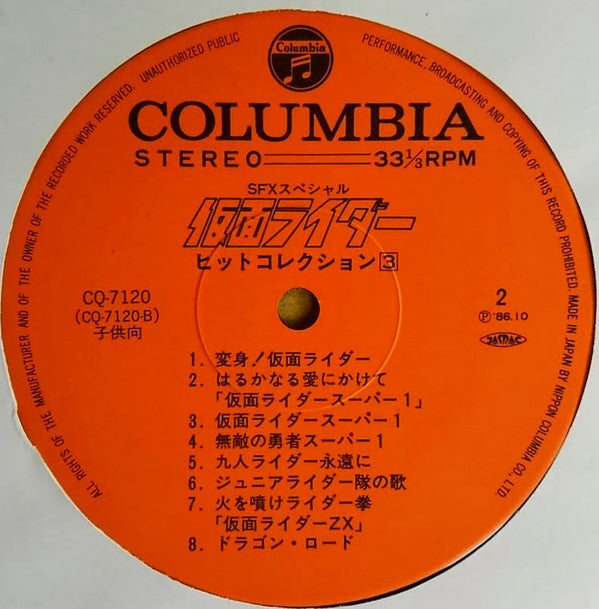 Columbia
ALL RIGHTS OF THE MANUFACTURER AND OF THE OWNER OF THE RECORDED WORK RESERVED. UNAUTHORIZED PUBLIC PERFORMANCE, BROADCASTING AND COPYING OF THIS RECORD PROHIBITED. MADE IN JAPAN BY NIPPON COLUMBIA CO., LTD.
COLUMBIA
STEREO 33⅓RPM
SFXスペシャル
仮面ライダー
ヒットコレクション3
CQ-7120
(CQ-7120-B)
子供向
2
Ⓟ'86.10
JASRAC
1. 変身!仮面ライダー
2. はるかなる愛にかけて
「仮面ライダースーパー1」
3. 仮面ライダースーパー1
4. 無敵の勇者スーパー1
5. 九人ライダー永遠に
6. ジュニアライダー隊の歌
7. 火を噴けライダー拳
「仮面ライダーZX」
8. ドラゴン・ロード